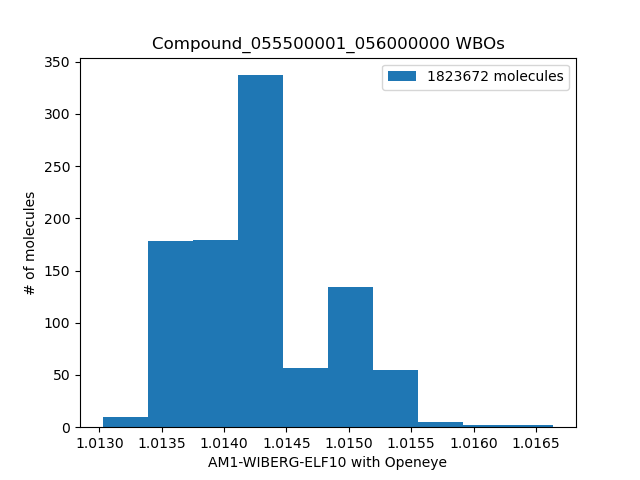 Compound_055500001_056000000 WBOs
1823672 molecules
# of molecules
350
300
250
200
150
100
50
0
1.0130 1.0135 1.0140 1.0145 1.0150 1.0155 1.0160 1.0165
AM1-WIBERG-ELF10 with Openeye